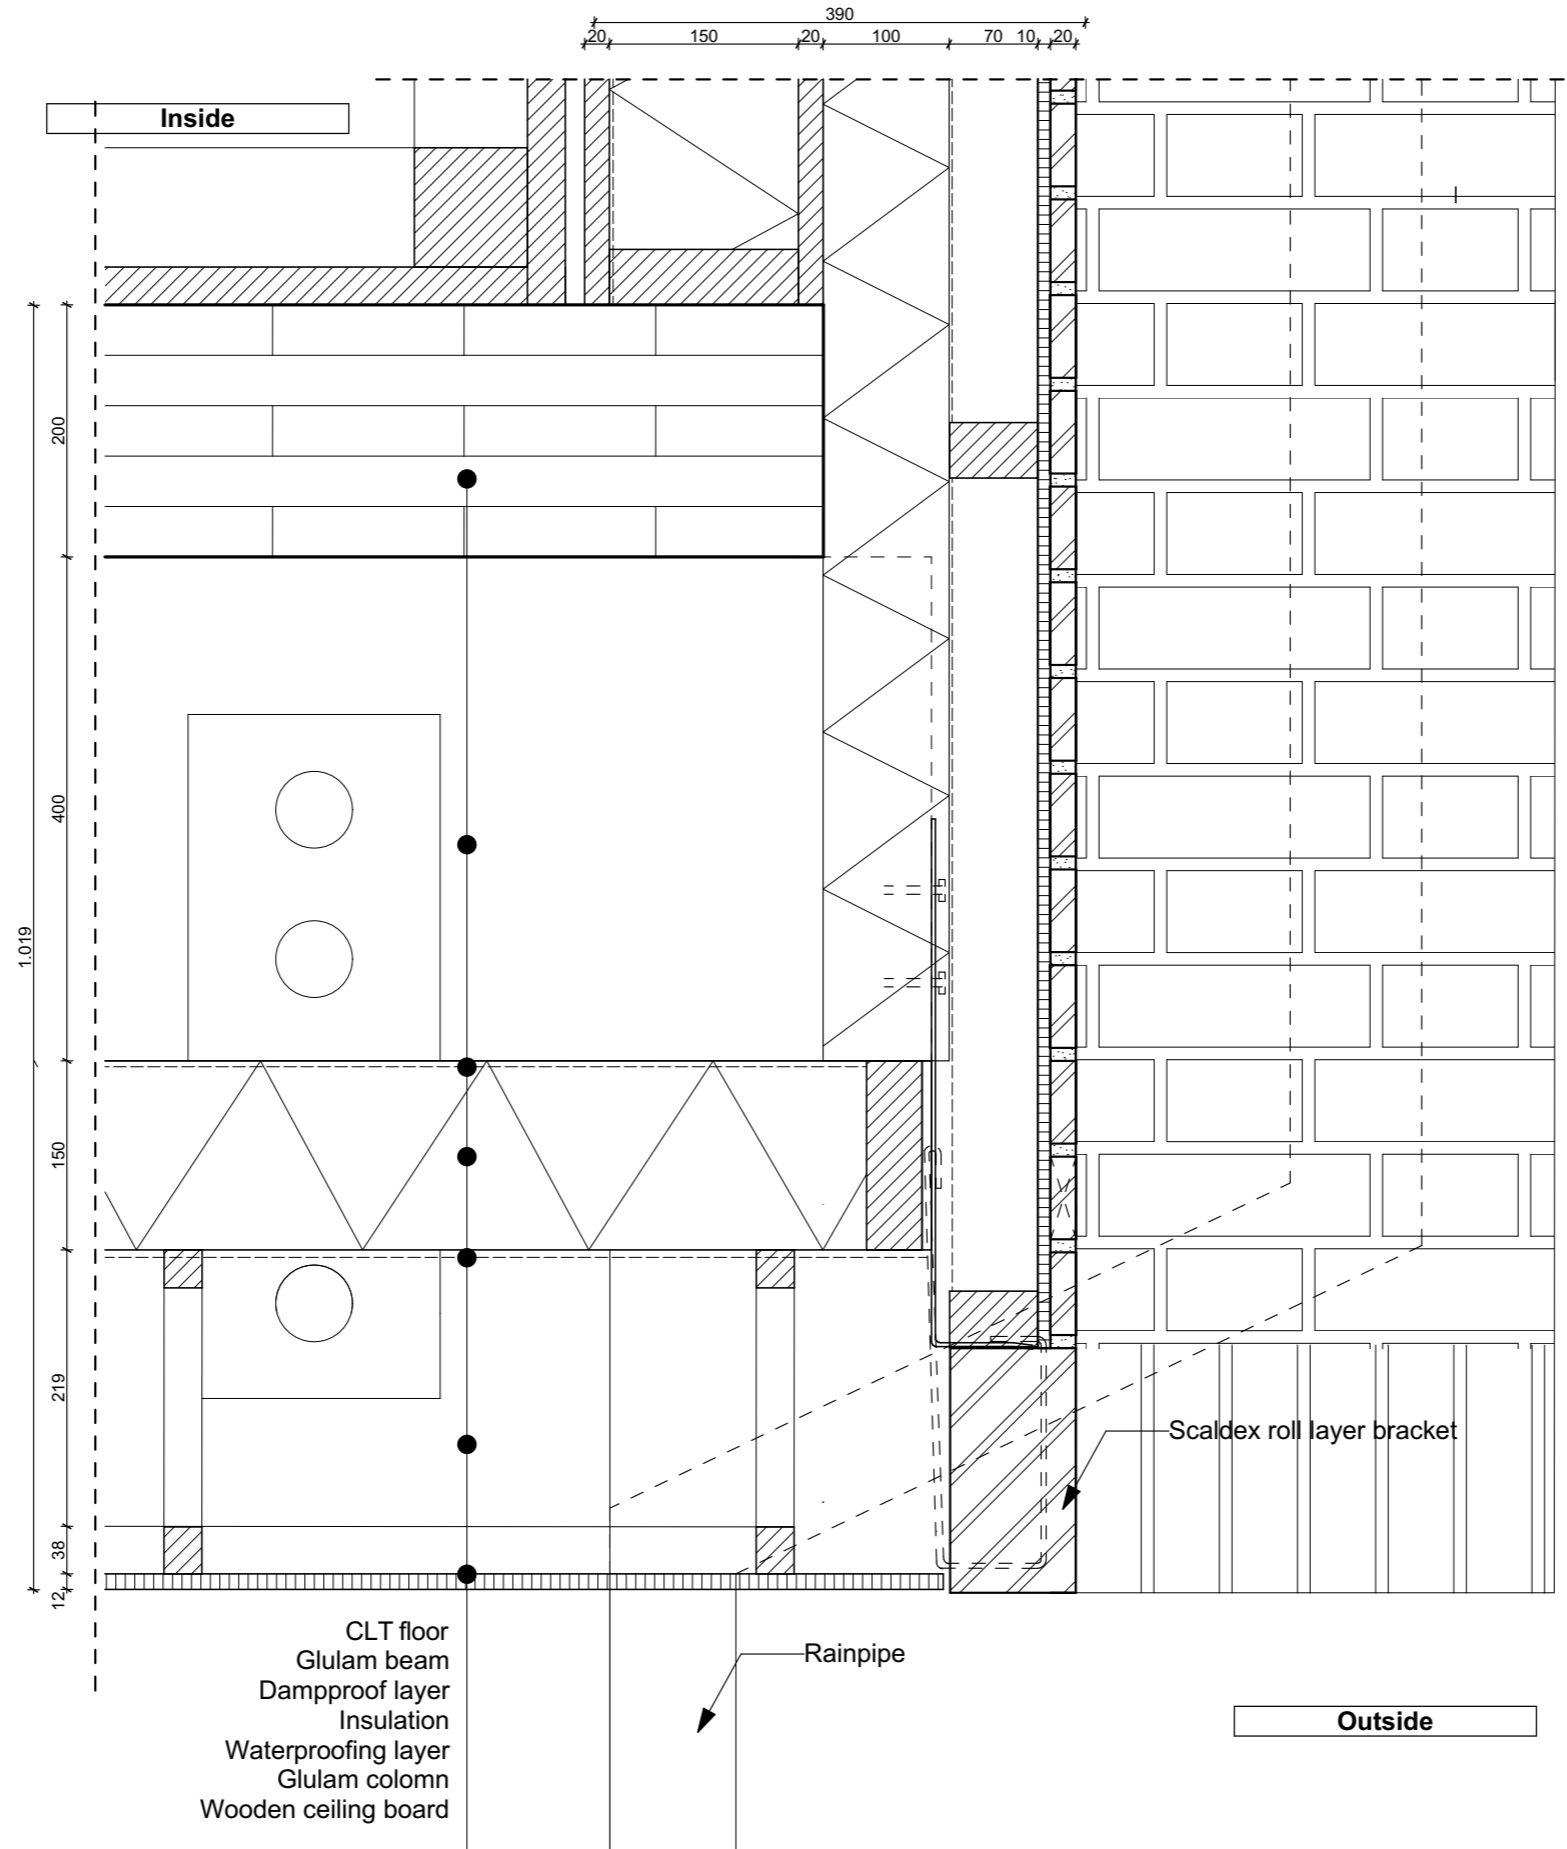 390
20 150 20 100 70 10 20
Inside
200
400
1.019
150
219
38
12
Scaldex roll layer bracket
CLT floor
Glulam beam
Dampproof layer
Insulation
Waterproofing layer
Glulam colomn
Wooden ceiling board
Rainpipe
Outside